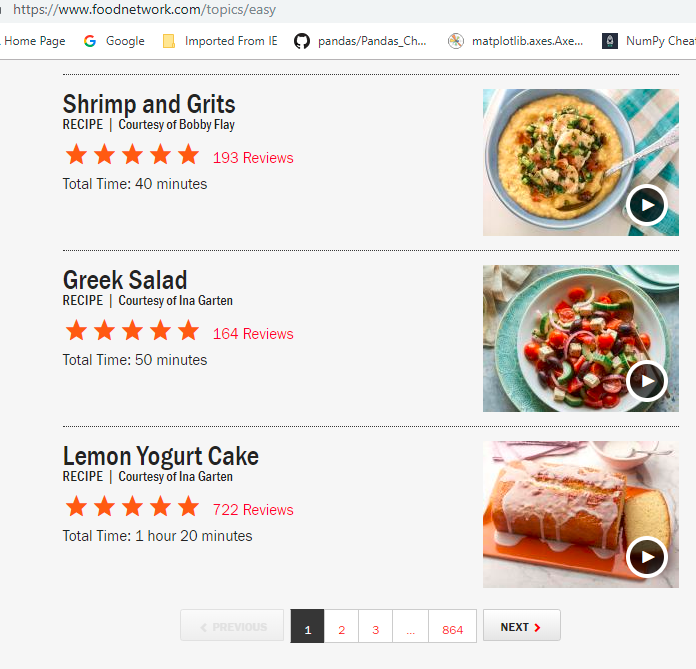 https://www.foodnetwork.com/topics/easy
Home Page Google Imported From IE pandas/Pandas_Ch... matplotlib.axes.Axe... NumPy Cheat
Shrimp and Grits
RECIPE | Courtesy of Bobby Flay
193 Reviews
Total Time: 40 minutes
Greek Salad
RECIPE | Courtesy of Ina Garten
164 Reviews
Total Time: 50 minutes
Lemon Yogurt Cake
RECIPE | Courtesy of Ina Garten
722 Reviews
Total Time: 1 hour 20 minutes
PREVIOUS 1 2 3 ... 864 NEXT